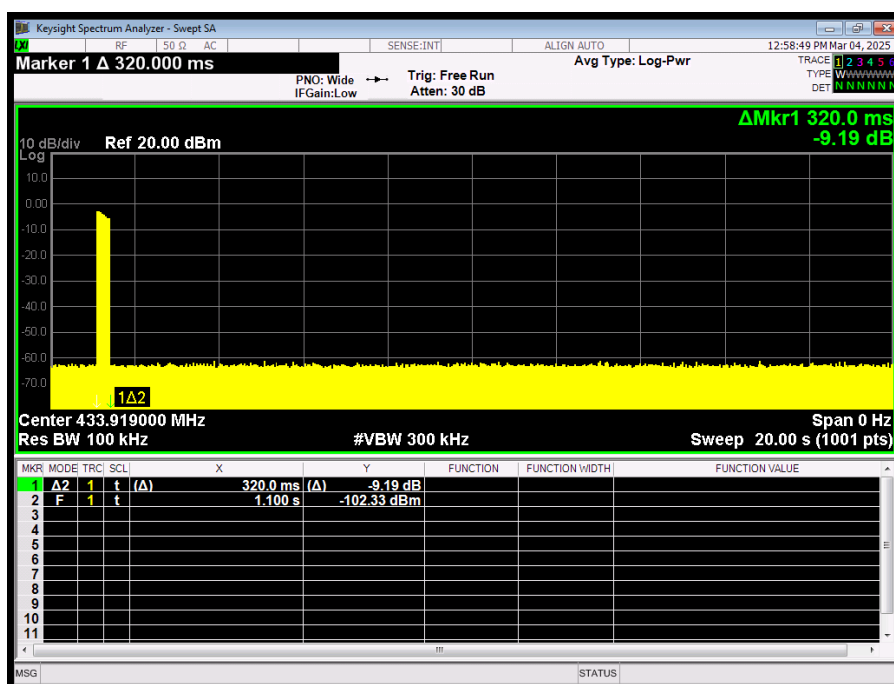 Keysight Spectrum Analyzer - Swept SA
LXI RF 50 Ω AC SENSE:INT ALIGN AUTO 12:58:49 PM Mar 04, 2025
Marker 1 Δ 320.000 ms
Avg Type: Log-Pwr
TRACE 1 2 3 4 5 6
PNO: Wide Trig: Free Run
TYPE WWWWWW
IFGain:Low Atten: 30 dB
DET N N N N N N
ΔMkr1 320.0 ms
-9.19 dB
10 dB/div Ref 20.00 dBm
Log
10.0
0.00
-10.0
-20.0
-30.0
-40.0
-50.0
-60.0
-70.0
1Δ2
Center 433.919000 MHz Span 0 Hz
Res BW 100 kHz #VBW 300 kHz Sweep 20.00 s (1001 pts)
MKR MODE TRC SCL X Y FUNCTION FUNCTION WIDTH FUNCTION VALUE
1 Δ2 1 t (Δ) 320.0 ms (Δ) -9.19 dB
2 F 1 t 1.100 s -102.33 dBm
3
4
5
6
7
8
9
10
11
MSG STATUS